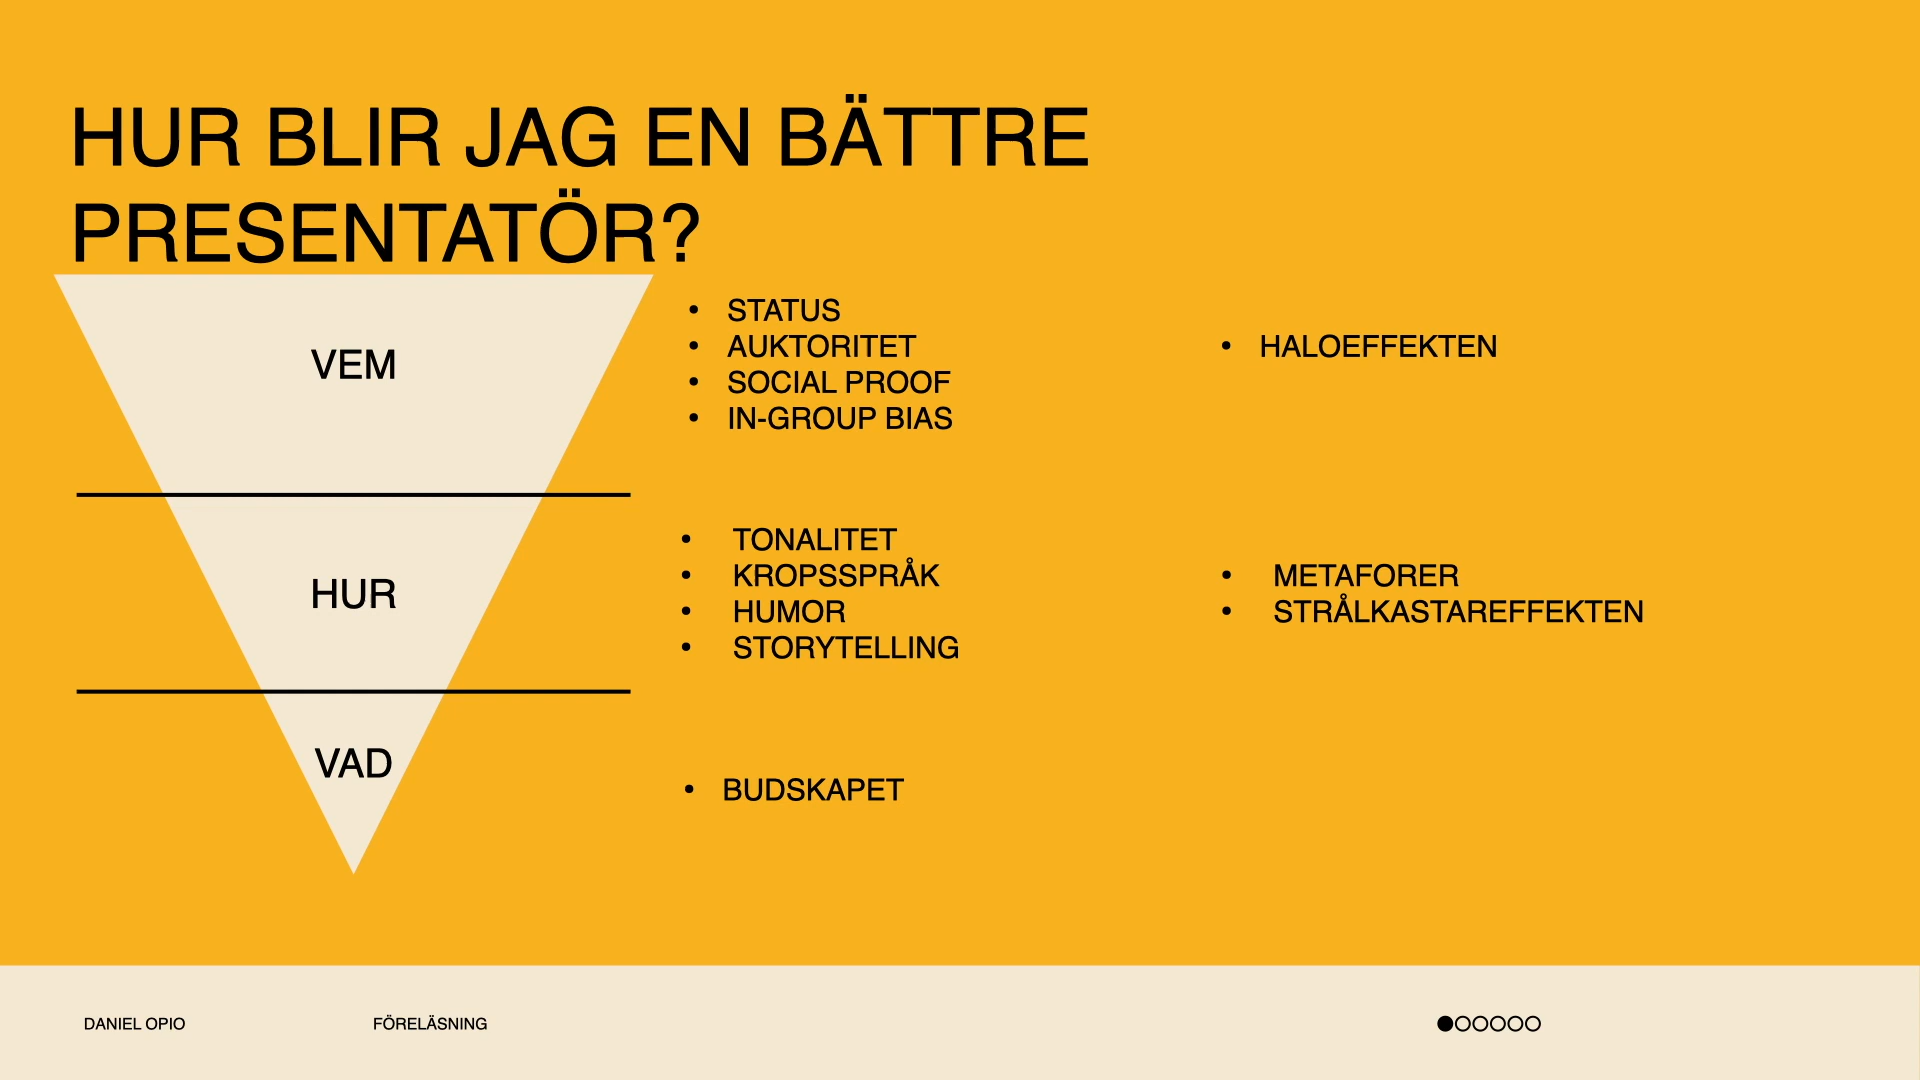 HUR BLIR JAG EN BÄTTRE
PRESENTATÖR?
VEM
• STATUS
• AUKTORITET
• SOCIAL PROOF
• IN-GROUP BIAS
• HALOEFFEKTEN
HUR
• TONALITET
• KROPSSPRÅK
• HUMOR
• STORYTELLING
• METAFORER
• STRÅLKASTAREFFEKTEN
VAD
• BUDSKAPET
DANIEL OPIO
FÖRELÄSNING